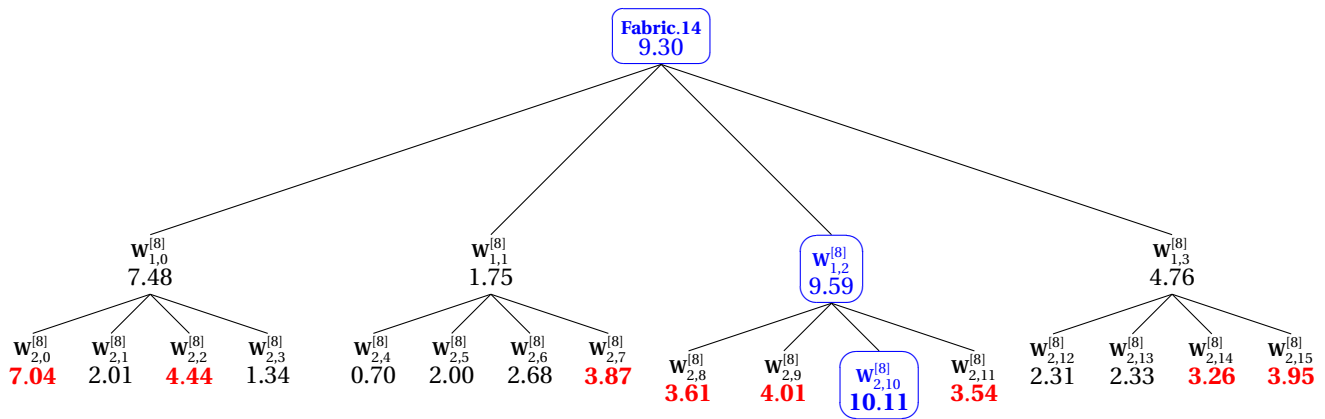 Fabric.14
9.30
W[8]1,0
7.48
W[8]1,1
1.75
W[8]1,2
9.59
W[8]1,3
4.76
W[8]2,0
7.04
W[8]2,1
2.01
W[8]2,2
4.44
W[8]2,3
1.34
W[8]2,4
0.70
W[8]2,5
2.00
W[8]2,6
2.68
W[8]2,7
3.87
W[8]2,8
3.61
W[8]2,9
4.01
W[8]2,10
10.11
W[8]2,11
3.54
W[8]2,12
2.31
W[8]2,13
2.33
W[8]2,14
3.26
W[8]2,15
3.95